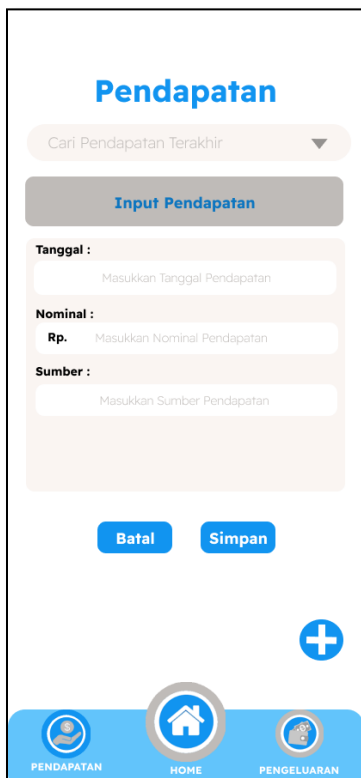 Pendapatan
Cari Pendapatan Terakhir
Input Pendapatan
Tanggal :
Masukkan Tanggal Pendapatan
Nominal :
Rp. Masukkan Nominal Pendapatan
Sumber :
Masukkan Sumber Pendapatan
Batal Simpan
PENDAPATAN HOME PENGELUARAN